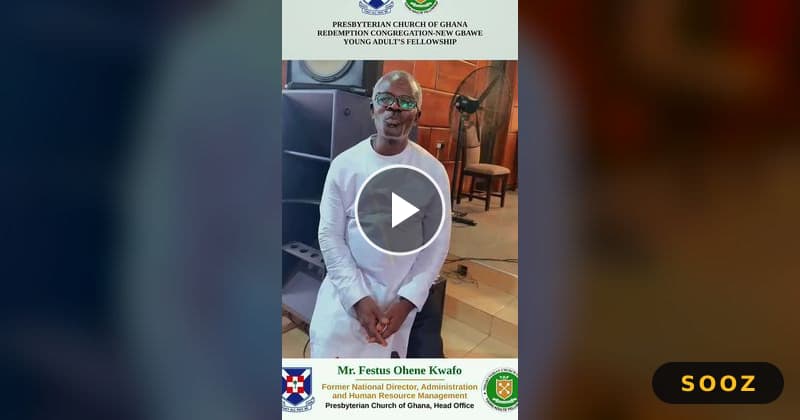 PRESBYTERIAN CHURCH OF GHANA
REDEMPTION CONGREGATION-NEW GBAWE
YOUNG ADULT'S FELLOWSHIP
Mr. Festus Ohene Kwafo
Former National Director, Administration
and Human Resource Management
Presbyterian Church of Ghana, Head Office
SOOZ